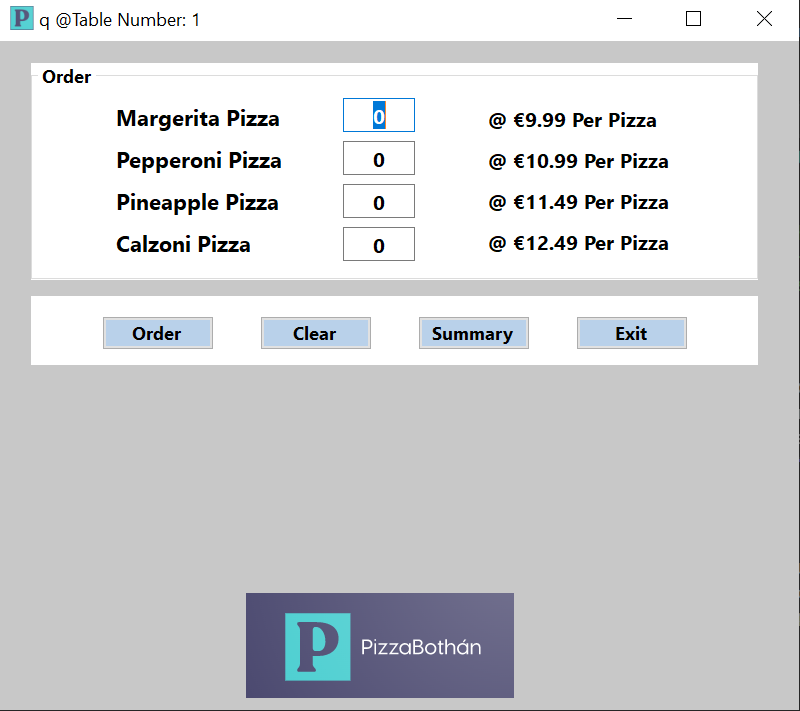 P q @Table Number: 1
Order
Margerita Pizza 0 @ €9.99 Per Pizza
Pepperoni Pizza 0 @ €10.99 Per Pizza
Pineapple Pizza 0 @ €11.49 Per Pizza
Calzoni Pizza 0 @ €12.49 Per Pizza
Order Clear Summary Exit
P PizzaBothán